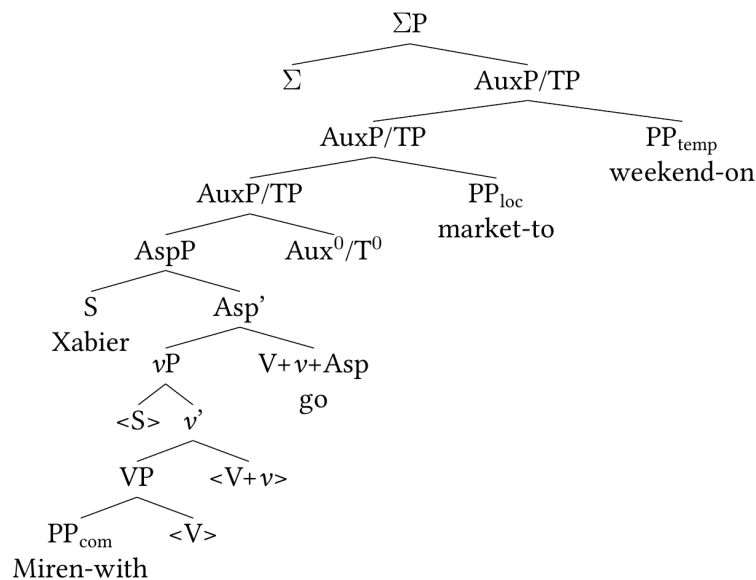 ΣP
Σ AuxP/TP
AuxP/TP PPtemp
weekend-on
AuxP/TP PPloc
market-to
AspP Aux⁰/T⁰
S Asp’
Xabier
vP V+v+Asp
go
<S> v’
VP <V+v>
PPcom <V>
Miren-with